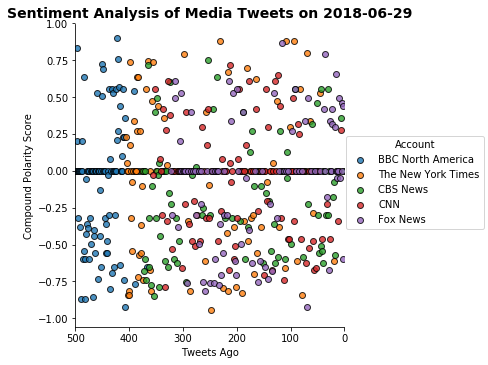 Sentiment Analysis of Media Tweets on 2018-06-29
1.00
0.75
0.50
0.25
0.00
−0.25
−0.50
−0.75
−1.00
Compound Polarity Score
500
400
300
200
100
0
Tweets Ago
Account
BBC North America
The New York Times
CBS News
CNN
Fox News